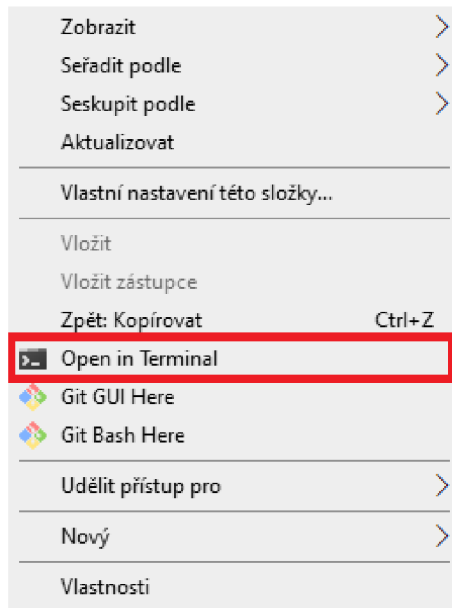 Zobrazit
Seřadit podle
Seskupit podle
Aktualizovat
Vlastní nastavení této složky...
Vložit
Vložit zástupce
Zpět: Kopírovat Ctrl+Z
Open in Terminal
Git GUI Here
Git Bash Here
Udělit přístup pro
Nový
Vlastnosti